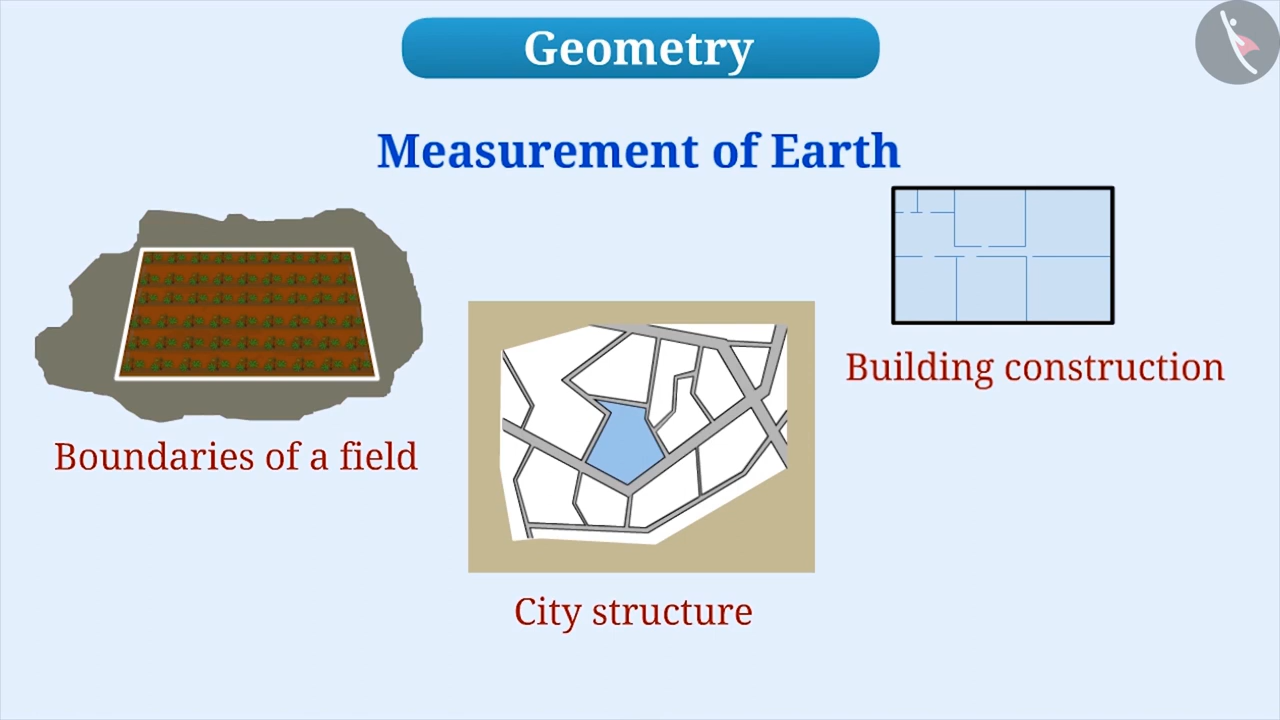 Geometry
Measurement of Earth
Boundaries of a field
City structure
Building construction